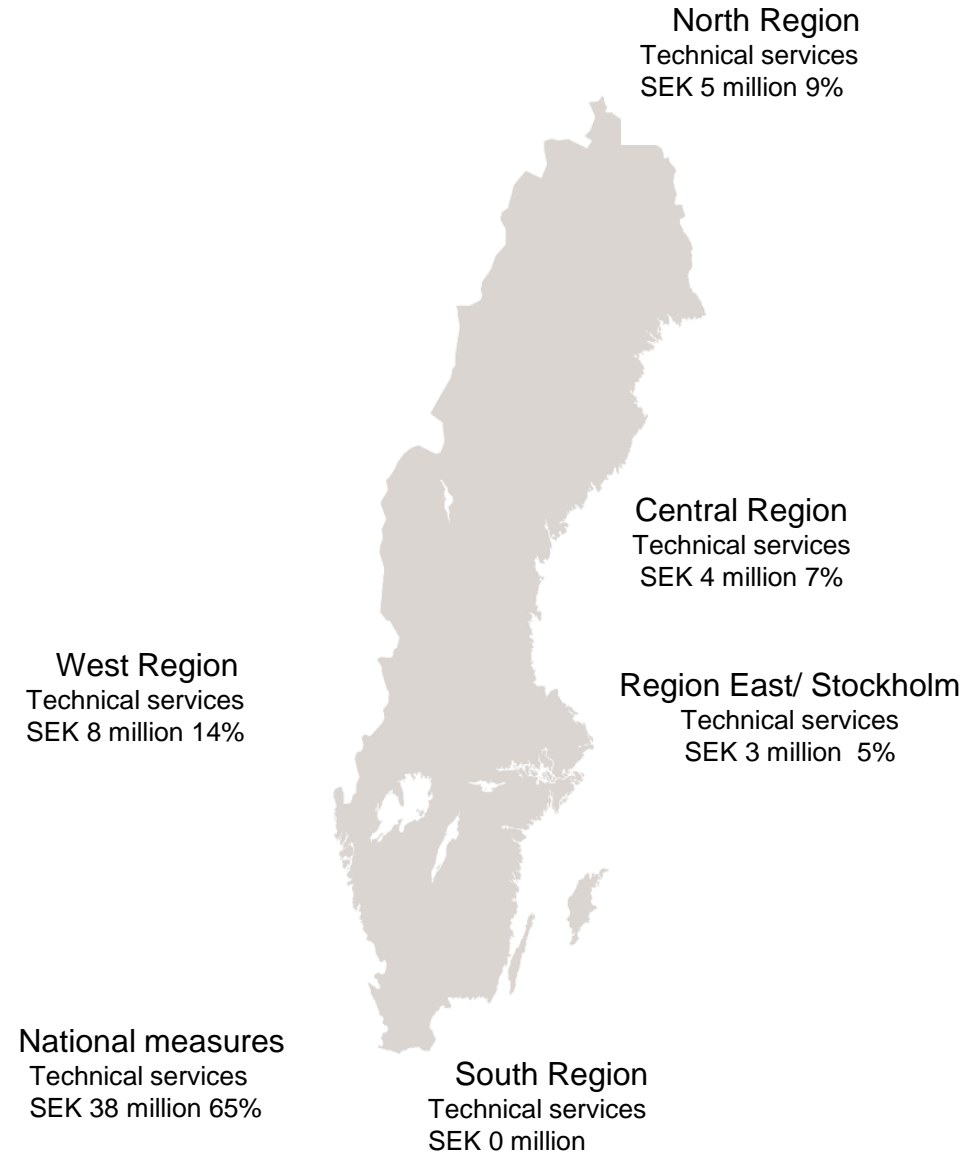 North Region
Technical services
SEK 5 million 9%
Central Region
Technical services
SEK 4 million 7%
West Region
Technical services
SEK 8 million 14%
Region East/ Stockholm
Technical services
SEK 3 million  5%
National measures
Technical services
SEK 38 million 65%
South Region
Technical services
SEK 0 million